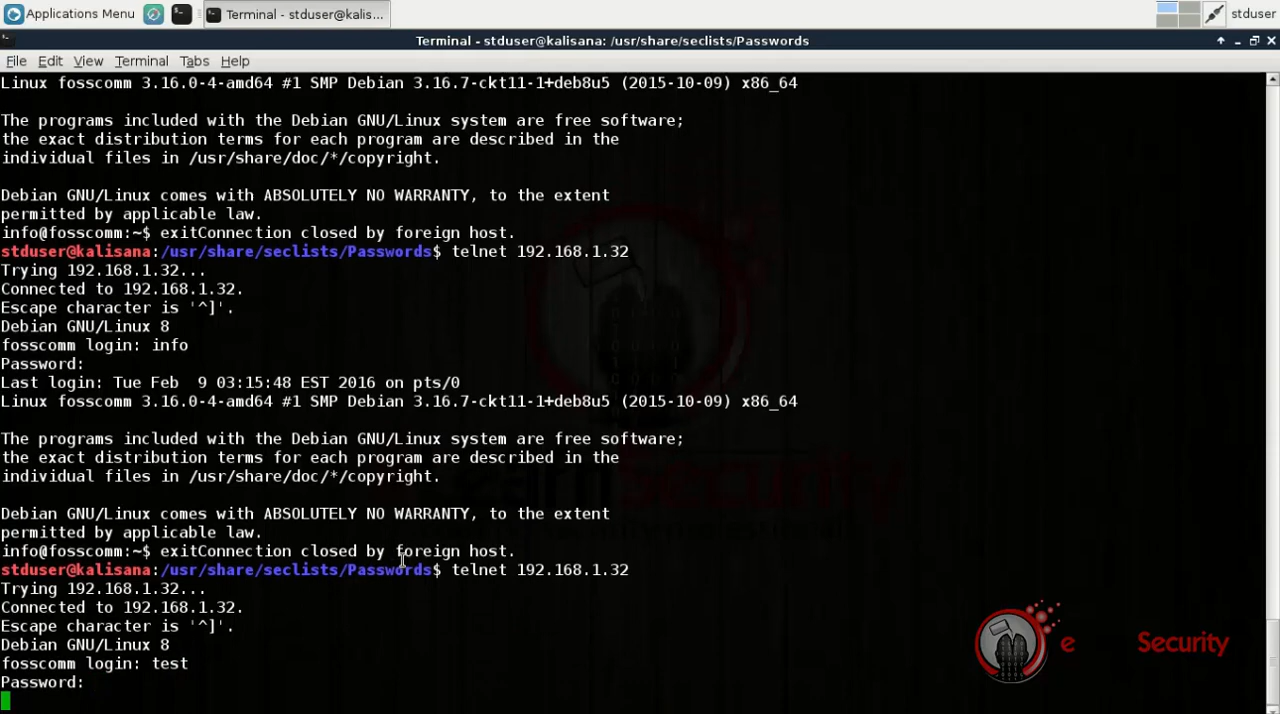 Applications Menu
Terminal - stduser@kalis...
stduser
Terminal - stduser@kalisana: /usr/share/seclists/Passwords
File Edit View Terminal Tabs Help
Linux fosscomm 3.16.0-4-amd64 #1 SMP Debian 3.16.7-ckt11-1+deb8u5 (2015-10-09) x86_64
The programs included with the Debian GNU/Linux system are free software;
the exact distribution terms for each program are described in the
individual files in /usr/share/doc/*/copyright.
Debian GNU/Linux comes with ABSOLUTELY NO WARRANTY, to the extent
permitted by applicable law.
info@fosscomm:~$ exitConnection closed by foreign host.
stduser@kalisana:/usr/share/seclists/Passwords$ telnet 192.168.1.32
Trying 192.168.1.32...
Connected to 192.168.1.32.
Escape character is '^]'.
Debian GNU/Linux 8
fosscomm login: info
Password:
Last login: Tue Feb  9 03:15:48 EST 2016 on pts/0
Linux fosscomm 3.16.0-4-amd64 #1 SMP Debian 3.16.7-ckt11-1+deb8u5 (2015-10-09) x86_64
The programs included with the Debian GNU/Linux system are free software;
the exact distribution terms for each program are described in the
individual files in /usr/share/doc/*/copyright.
Debian GNU/Linux comes with ABSOLUTELY NO WARRANTY, to the extent
permitted by applicable law.
info@fosscomm:~$ exitConnection closed by foreign host.
stduser@kalisana:/usr/share/seclists/Passwords$ telnet 192.168.1.32
Trying 192.168.1.32...
Connected to 192.168.1.32.
Escape character is '^]'.
Debian GNU/Linux 8
fosscomm login: test
Password:
e Security